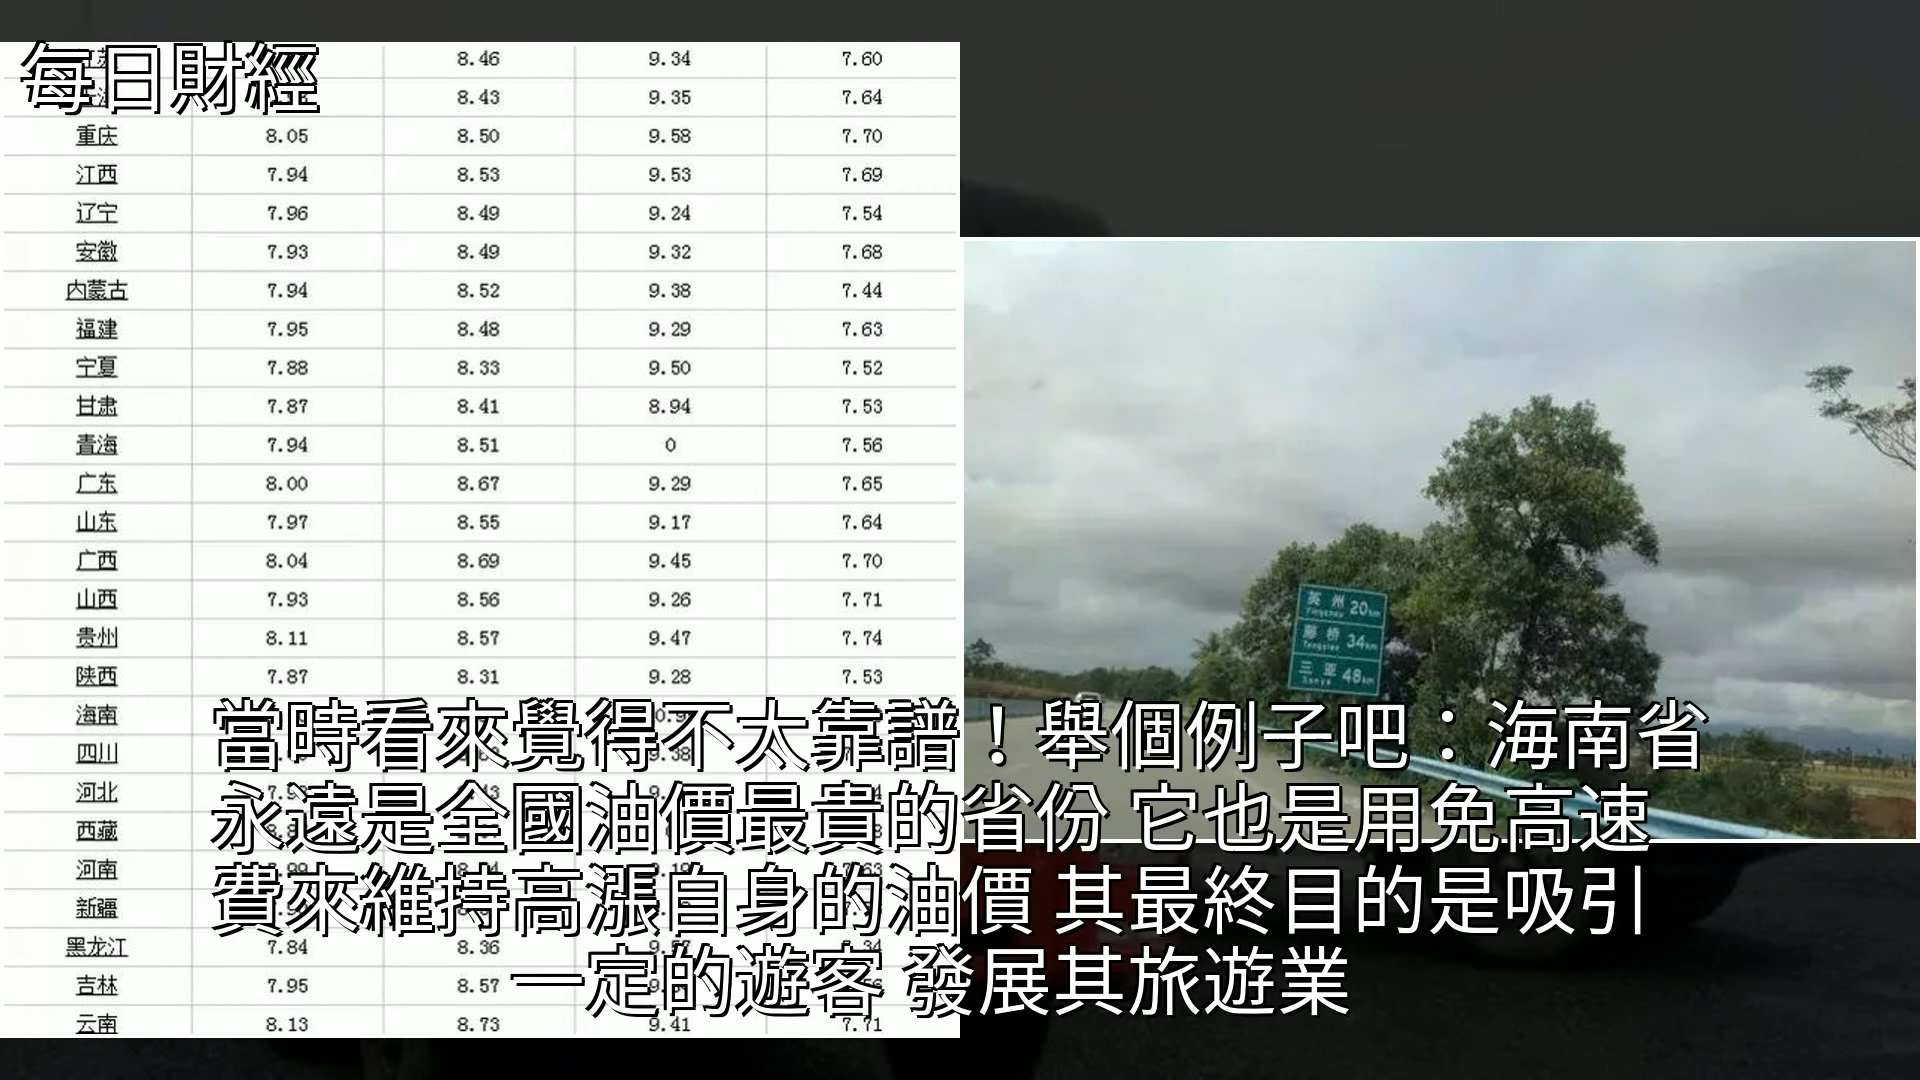 每日財經
8.46 9.34 7.60
8.43 9.35 7.64
重庆 8.05 8.50 9.58 7.70
江西 7.94 8.53 9.53 7.69
辽宁 7.96 8.49 9.24 7.54
安徽 7.93 8.49 9.32 7.68
内蒙古 7.94 8.52 9.38 7.44
福建 7.95 8.48 9.29 7.63
宁夏 7.88 8.33 9.50 7.52
甘肃 7.87 8.41 8.94 7.53
青海 7.94 8.51 0 7.56
广东 8.00 8.67 9.29 7.65
山东 7.97 8.55 9.17 7.64
广西 8.04 8.69 9.45 7.70
山西 7.93 8.56 9.26 7.71
贵州 8.11 8.57 9.47 7.74
陕西 7.87 8.31 9.28 7.53
海南
四川
河北
西藏
河南
新疆
黑龙江 7.84 8.36
吉林 7.95 8.57
云南 8.13 8.73 9.41 7.71
英州 20km
Yingzhou
藤桥 34km
Tengqiao
三亚 48km
Sanya
當時看來覺得不太靠譜！舉個例子吧：海南省
永遠是全國油價最貴的省份 它也是用免高速
費來維持高漲自身的油價 其最終目的是吸引
一定的遊客 發展其旅遊業